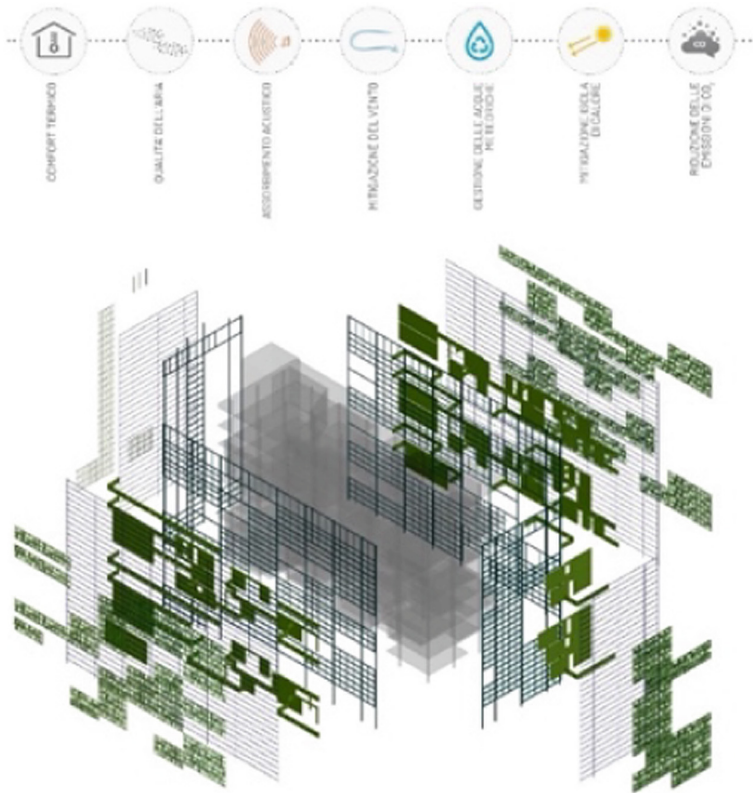 COMFORT TERMICO
QUALITA' DELL'ARIA
ASSORBIMENTO ACUSTICO
MITIGAZIONE DEL VENTO
GESTIONE DELLE ACQUE
METEORICHE
MITIGAZIONE ISOLA
DI CALORE
RIDUZIONE DELLE
EMISSIONI DI CO₂